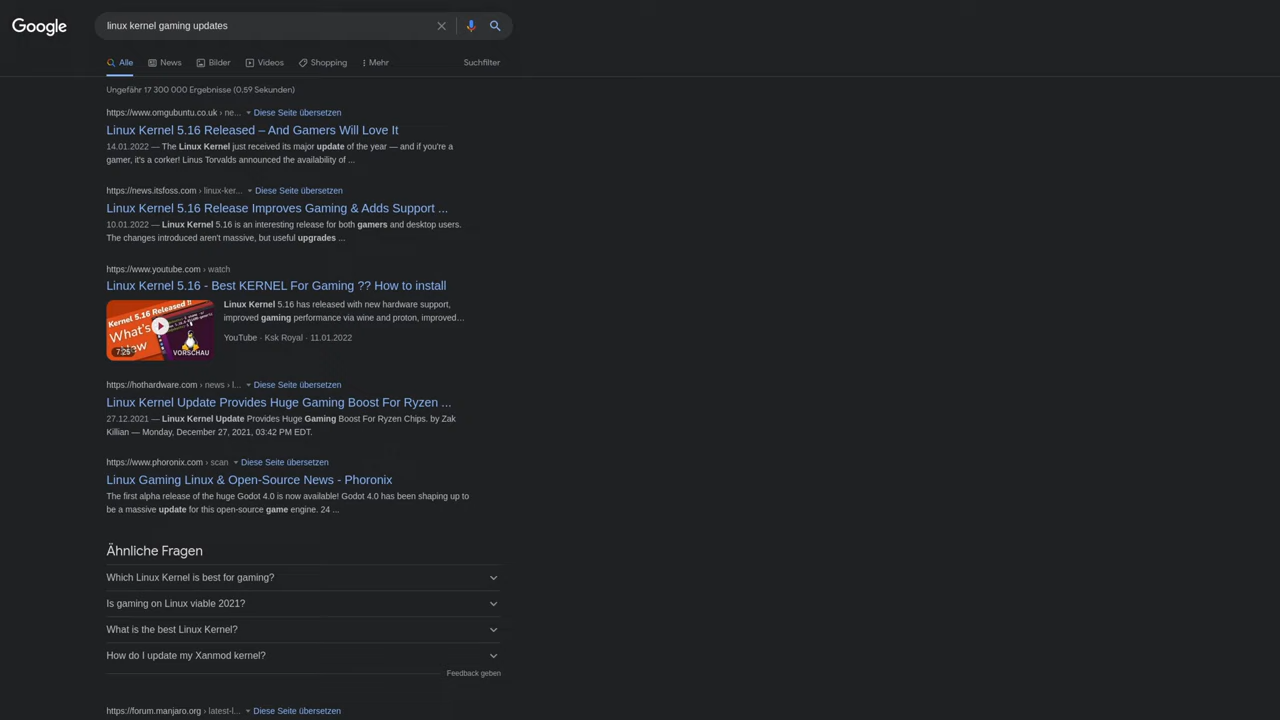 Google
linux kernel gaming updates
Alle News Bilder Videos Shopping Mehr Suchfilter
Ungefähr 17 300 000 Ergebnisse (0.59 Sekunden)
https://www.omgubuntu.co.uk › ne... Diese Seite übersetzen
Linux Kernel 5.16 Released – And Gamers Will Love It
14.01.2022 — The Linux Kernel just received its major update of the year — and if you're a
gamer, it's a corker! Linus Torvalds announced the availability of ...
https://news.itsfoss.com › linux-ker... Diese Seite übersetzen
Linux Kernel 5.16 Release Improves Gaming & Adds Support ...
10.01.2022 — Linux Kernel 5.16 is an interesting release for both gamers and desktop users.
The changes introduced aren't massive, but useful upgrades ...
https://www.youtube.com › watch
Linux Kernel 5.16 - Best KERNEL For Gaming ?? How to install
Kernel 5.16 Released !!
What's
New
7:25
VORSCHAU
Linux Kernel 5.16 has released with new hardware support,
improved gaming performance via wine and proton, improved…
YouTube · Ksk Royal · 11.01.2022
https://hothardware.com › news › l... Diese Seite übersetzen
Linux Kernel Update Provides Huge Gaming Boost For Ryzen ...
27.12.2021 — Linux Kernel Update Provides Huge Gaming Boost For Ryzen Chips. by Zak
Killian — Monday, December 27, 2021, 03:42 PM EDT.
https://www.phoronix.com › scan Diese Seite übersetzen
Linux Gaming Linux & Open-Source News - Phoronix
The first alpha release of the huge Godot 4.0 is now available! Godot 4.0 has been shaping up to
be a massive update for this open-source game engine. 24 ...
Ähnliche Fragen
Which Linux Kernel is best for gaming?
Is gaming on Linux viable 2021?
What is the best Linux Kernel?
How do I update my Xanmod kernel?
Feedback geben
https://forum.manjaro.org › latest-l... Diese Seite übersetzen